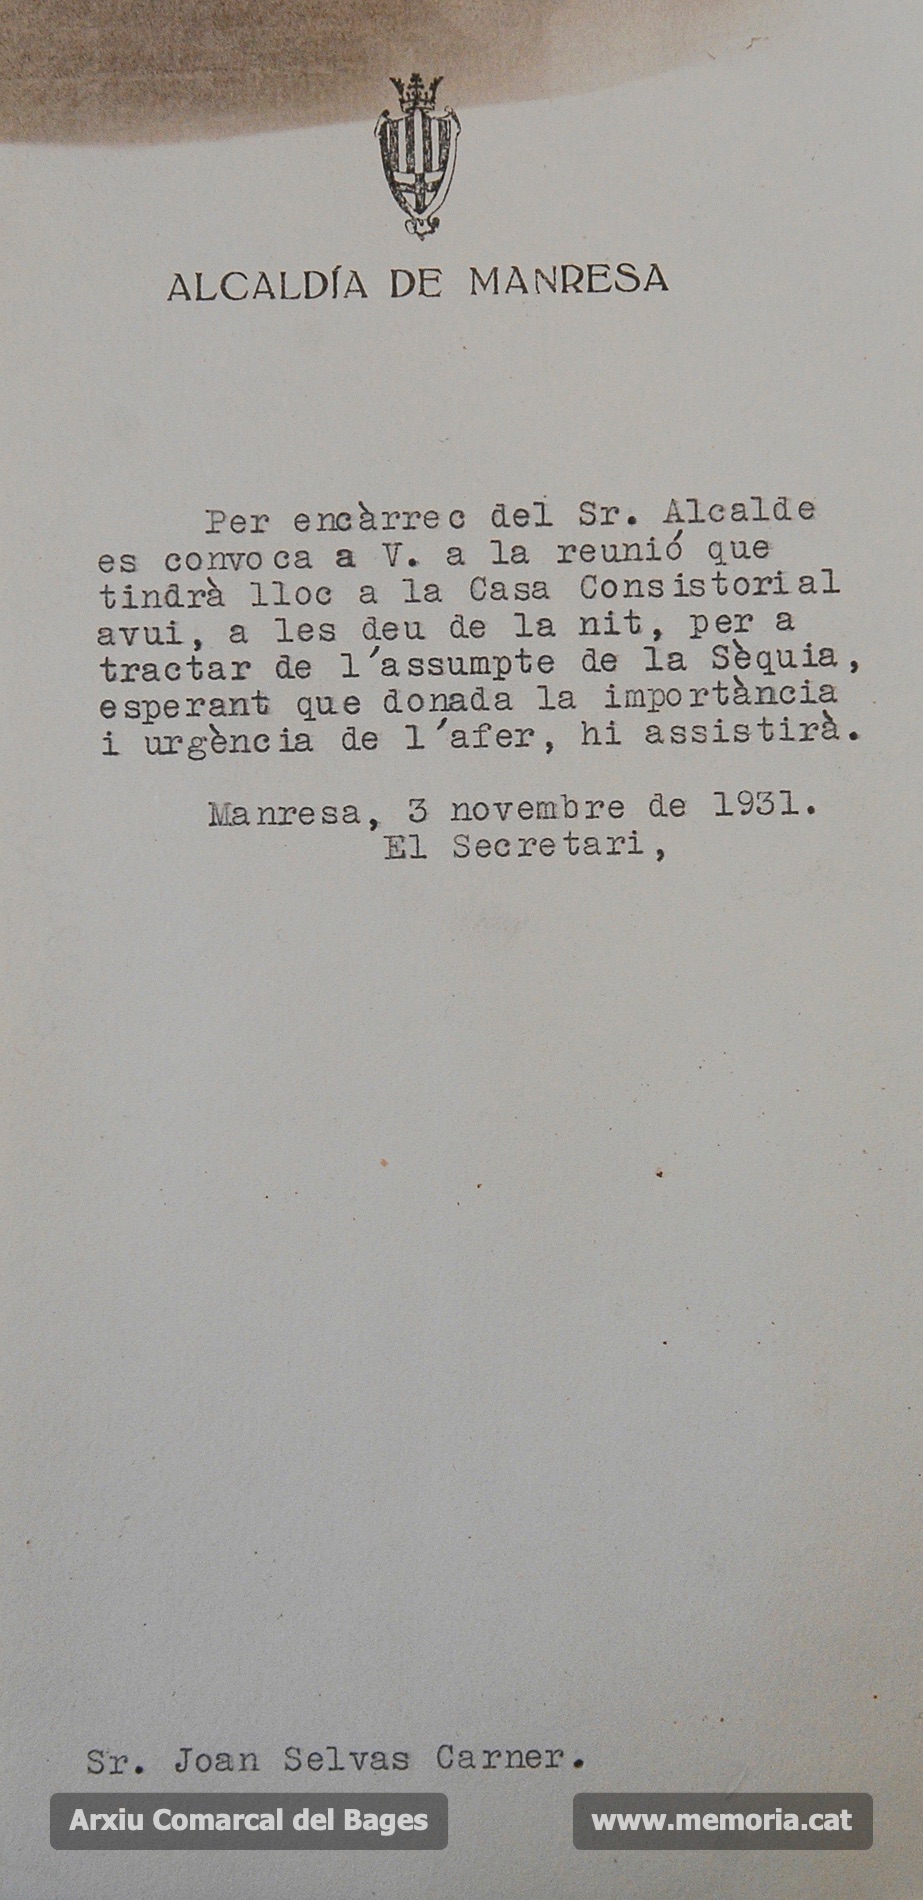 ALCALDÍA DE MANRESA
Per encàrrec del Sr. Alcalde
es convoca a V. a la reunió que
tindrà lloc a la Casa Consistorial
avui, a les deu de la nit, per a
tractar de l'assumpte de la Sèquia,
esperant que donada la importància
i urgència de l'afer, hi assistirà.
Manresa, 3 novembre de 1931.
El Secretari,
Sr. Joan Selvas Carner.
Arxiu Comarcal del Bages
www.memoria.cat